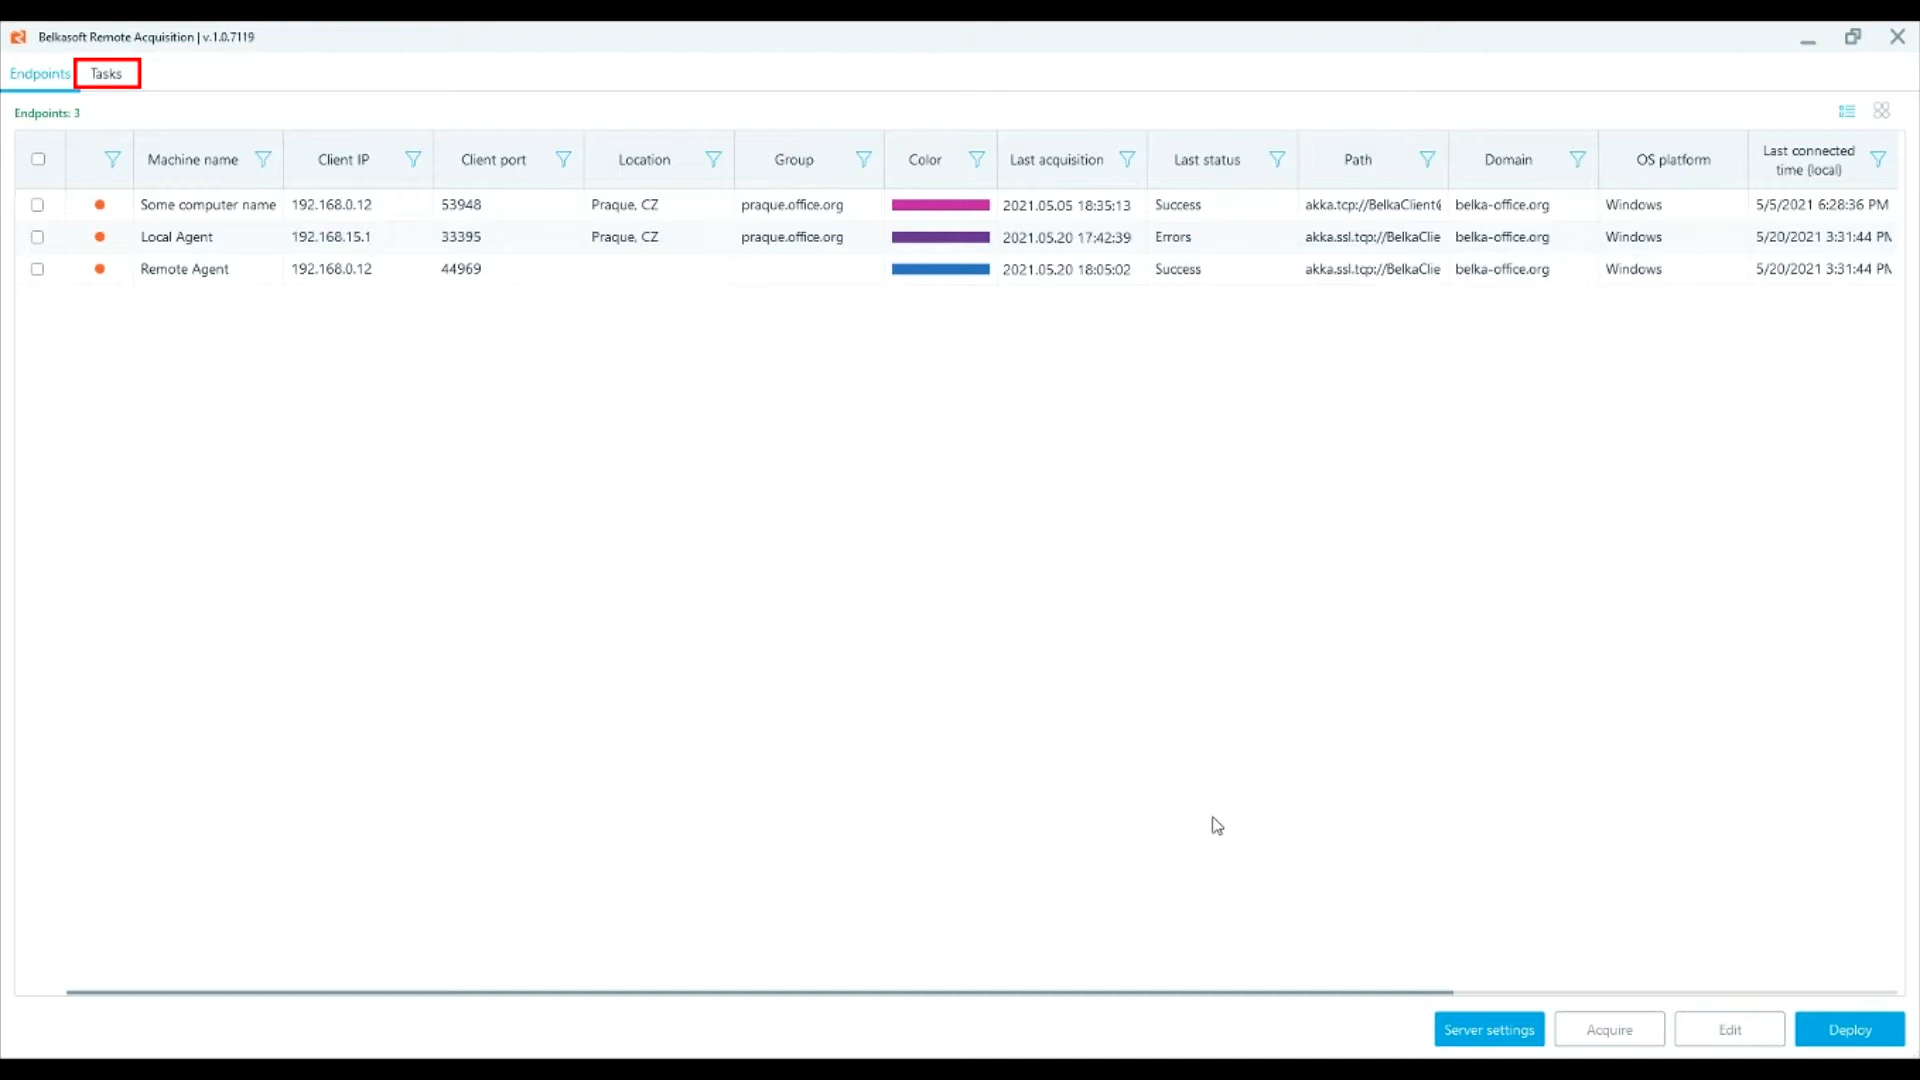 Belkasoft Remote Acquisition | v.1.0.7119
Endpoints Tasks
Endpoints: 3
Machine name Client IP Client port Location Group Color Last acquisition Last status Path Domain OS platform Last connected
time (local)
Some computer name 192.168.0.12 53948 Praque, CZ praque.office.org 2021.05.05 18:35:13 Success akka.tcp://BelkaClient@ belka-office.org Windows 5/5/2021 6:28:36 PM
Local Agent 192.168.15.1 33395 Praque, CZ praque.office.org 2021.05.20 17:42:39 Errors akka.ssl.tcp://BelkaClie belka-office.org Windows 5/20/2021 3:31:44 PM
Remote Agent 192.168.0.12 44969 2021.05.20 18:05:02 Success akka.ssl.tcp://BelkaClie belka-office.org Windows 5/20/2021 3:31:44 PM
Server settings Acquire Edit Deploy